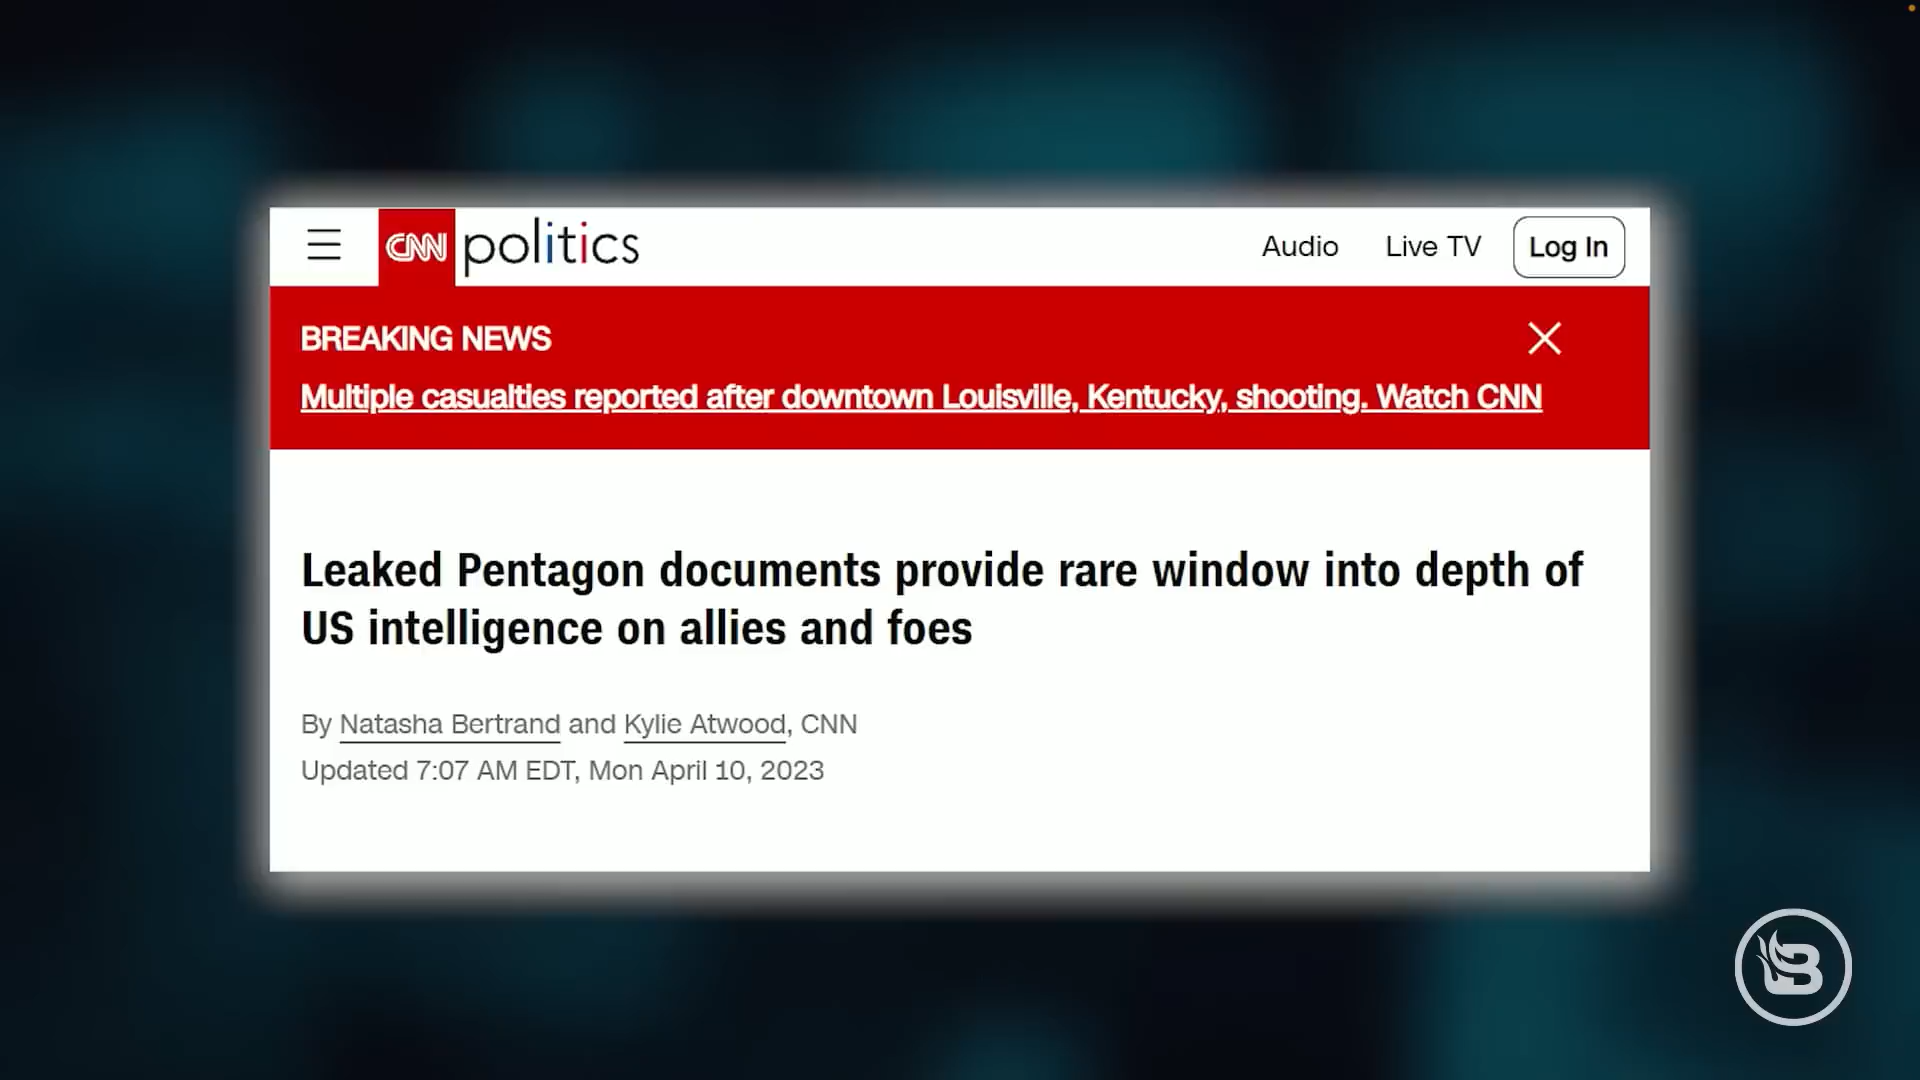 CNN politics
Audio
Live TV
Log In
BREAKING NEWS
Multiple casualties reported after downtown Louisville, Kentucky, shooting. Watch CNN
Leaked Pentagon documents provide rare window into depth of
US intelligence on allies and foes
By Natasha Bertrand and Kylie Atwood, CNN
Updated 7:07 AM EDT, Mon April 10, 2023
B